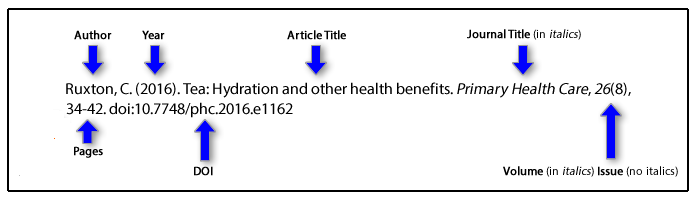 Author Year Article Title Journal Title (in italics)
Ruxton, C. (2016). Tea: Hydration and other health benefits. Primary Health Care, 26(8),
34-42. doi:10.7748/phc.2016.e1162
Pages
DOI Volume (in italics) Issue (no italics)